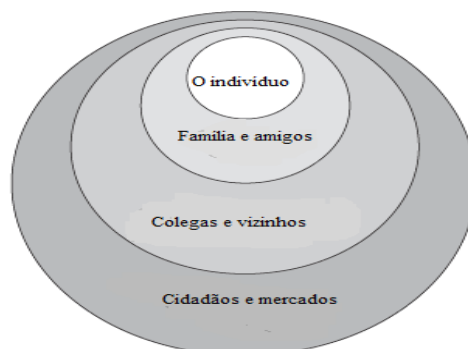 O indivíduo
Família e amigos
Colegas e vizinhos
Cidadãos e mercados